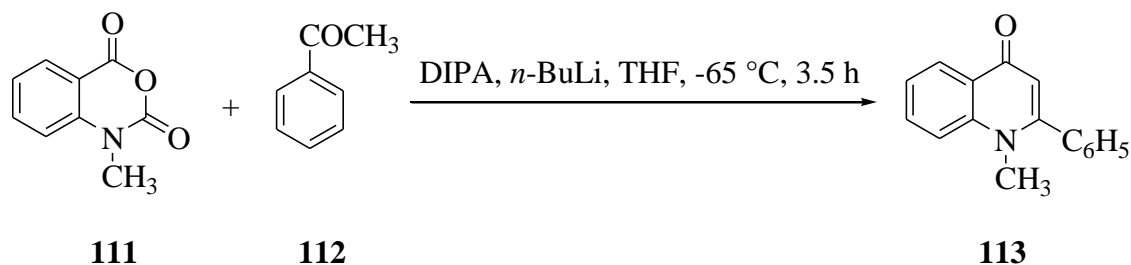 O
O
N
O
CH₃
111
+
COCH₃
112
DIPA, n-BuLi, THF, -65 °C, 3.5 h
O
N
C₆H₅
CH₃
113